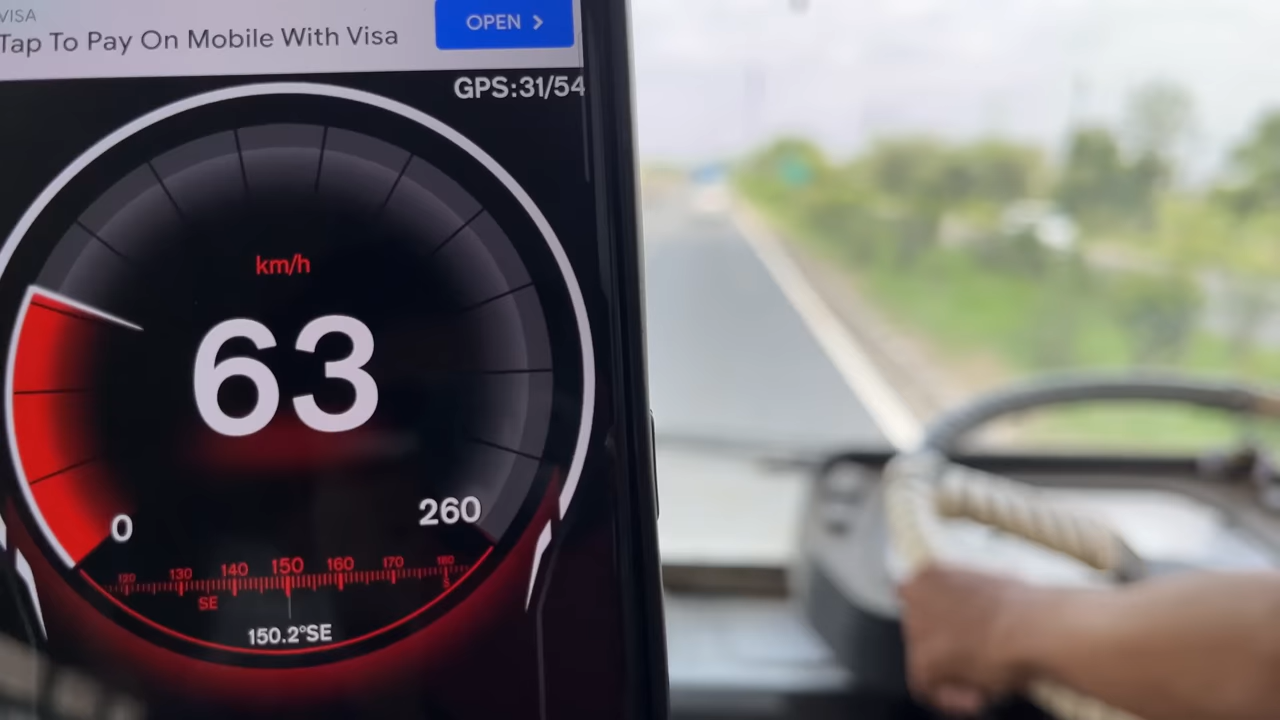 VISA
Tap To Pay On Mobile With Visa
OPEN
GPS:31/54
km/h
63
0
260
120 130 140 150 160 170 180
SE S
150.2°SE